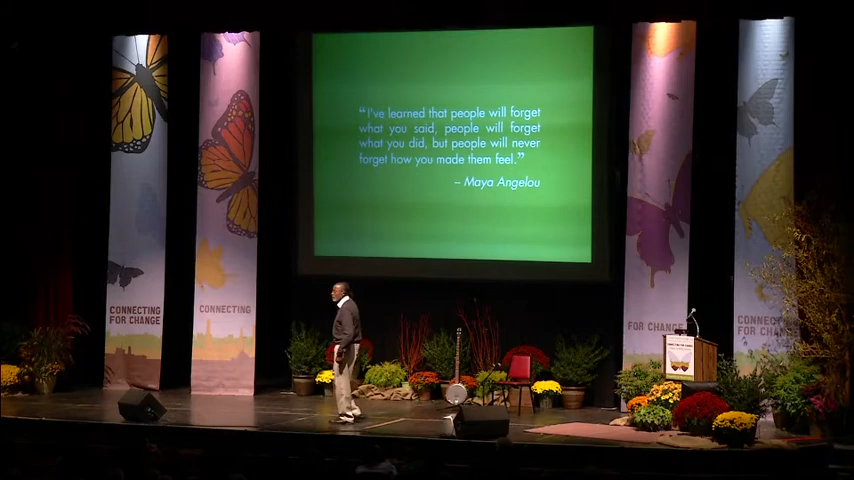 “I've learned that people will forget
what you said, people will forget
what you did, but people will never
forget how you made them feel.”
– Maya Angelou
CONNECTING
FOR CHANGE
CONNECTING
FOR CHANGE
CONNECTING
FOR CHANGE